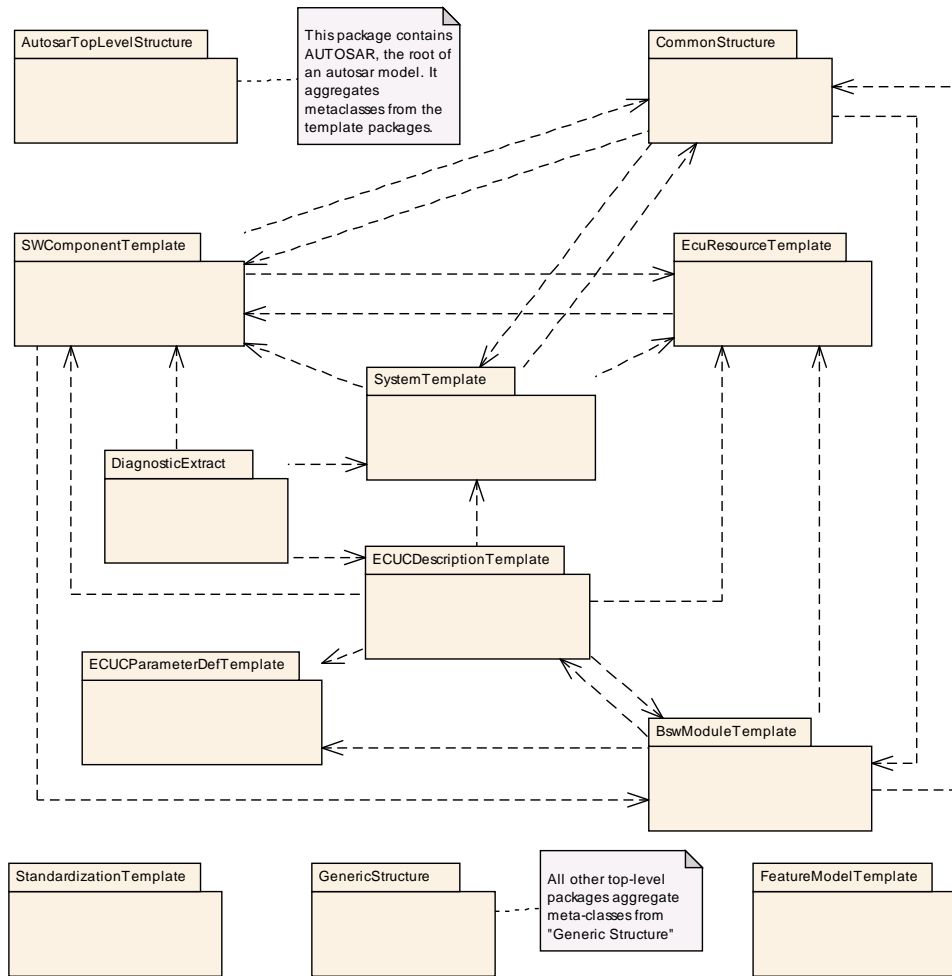 AutosarTopLevelStructure
This package contains
AUTOSAR, the root of
an autosar model. It
aggregates
metaclasses from the
template packages.
CommonStructure
SWComponentTemplate
EcuResourceTemplate
SystemTemplate
DiagnosticExtract
ECUCDescriptionTemplate
ECUCParameterDefTemplate
BswModuleTemplate
StandardizationTemplate
GenericStructure
All other top-level
packages aggregate
meta-classes from
"Generic Structure"
FeatureModelTemplate